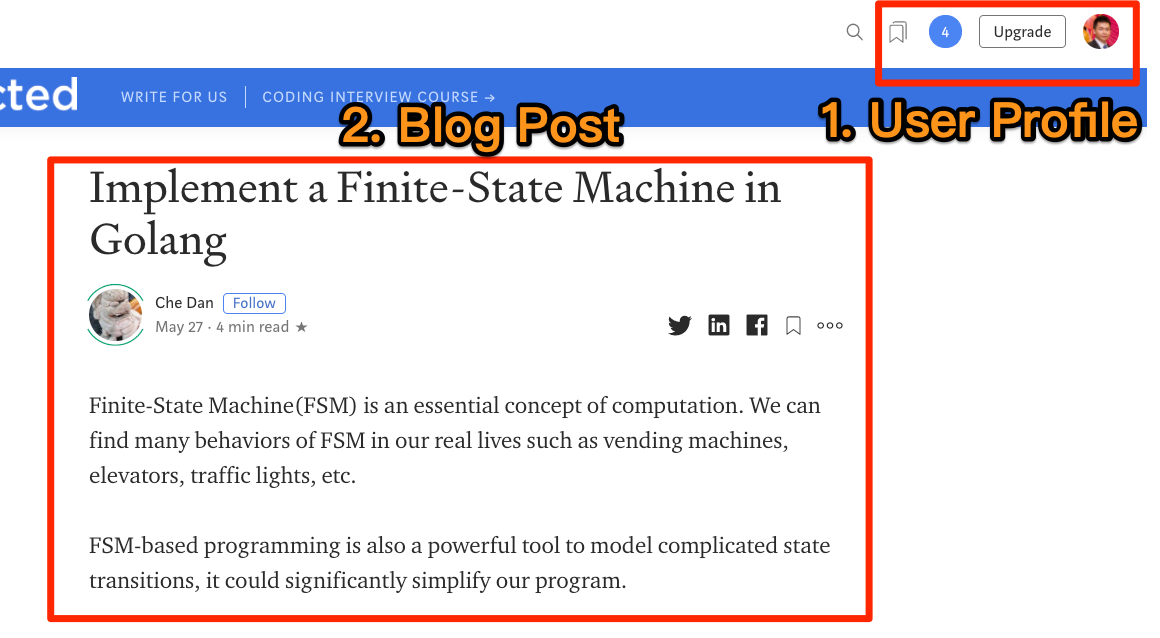 4 Upgrade
cted WRITE FOR US CODING INTERVIEW COURSE →
2. Blog Post 1. User Profile
Implement a Finite-State Machine in
Golang
Che Dan Follow
May 27 · 4 min read ★
Finite-State Machine(FSM) is an essential concept of computation. We can
find many behaviors of FSM in our real lives such as vending machines,
elevators, traffic lights, etc.
FSM-based programming is also a powerful tool to model complicated state
transitions, it could significantly simplify our program.